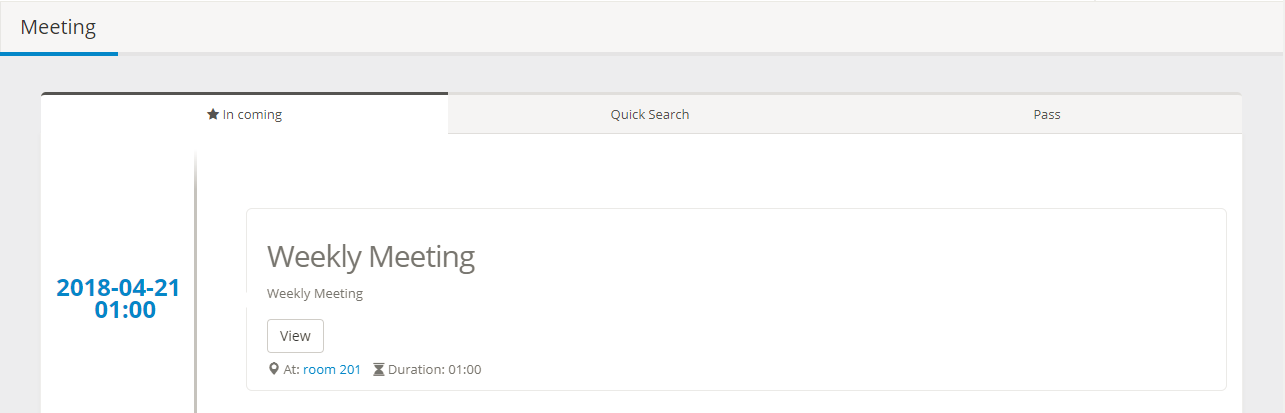 Meeting
In coming
Quick Search
Pass
2018-04-21
01:00
Weekly Meeting
Weekly Meeting
View
At: room 201 Duration: 01:00